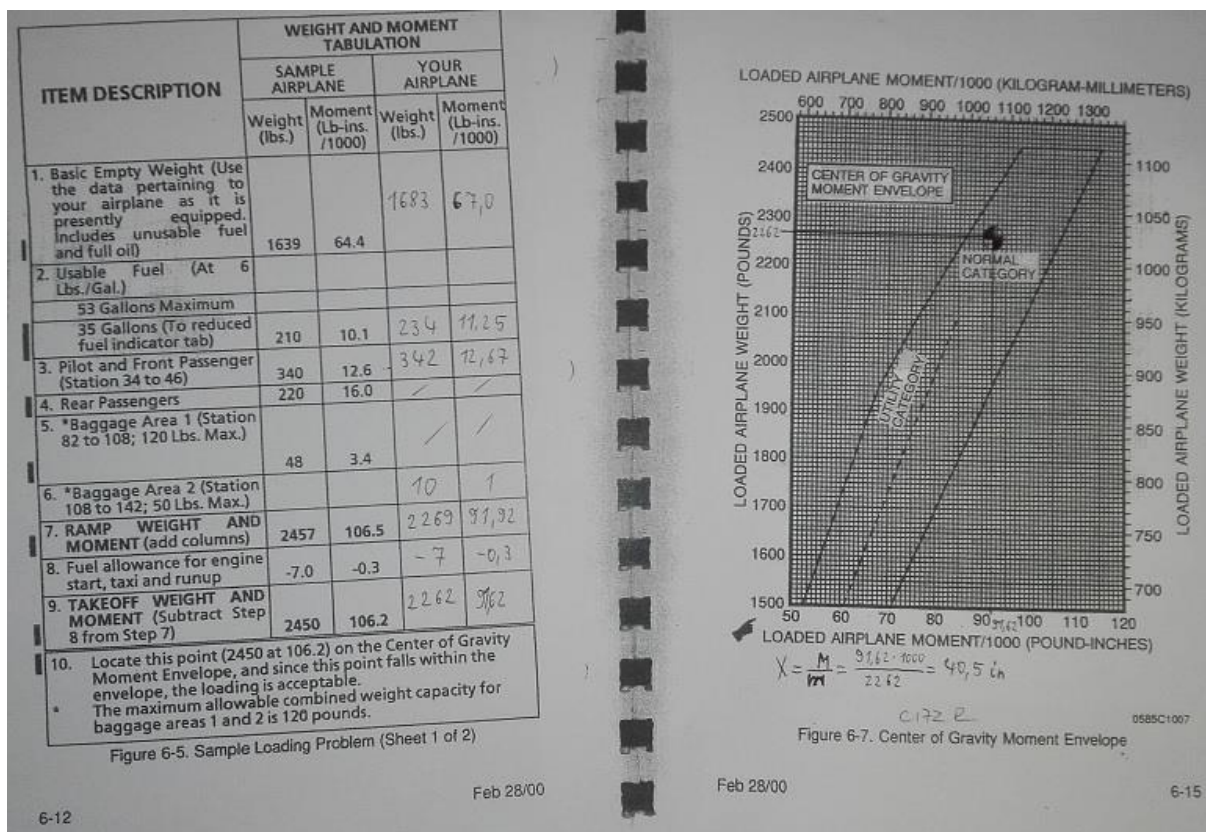 WEIGHT AND MOMENT
TABULATION
ITEM DESCRIPTION
SAMPLE
AIRPLANE
YOUR
AIRPLANE
Weight
(lbs.)
Moment
(Lb-ins.
/1000)
Weight
(lbs.)
Moment
(Lb-ins.
/1000)
1. Basic Empty Weight (Use
the data pertaining to
your airplane as it is
presently equipped.
Includes unusable fuel
and full oil)
1639 64.4 1683 67,0
2. Usable Fuel (At 6
Lbs./Gal.)
53 Gallons Maximum
35 Gallons (To reduced
fuel indicator tab)
210 10.1 234 11.25
3. Pilot and Front Passenger
(Station 34 to 46)
340 12.6 342 12,67
4. Rear Passengers
220 16.0 / /
5. *Baggage Area 1 (Station
82 to 108; 120 Lbs. Max.)
48 3.4 / /
6. *Baggage Area 2 (Station
108 to 142; 50 Lbs. Max.)
10 1
7. RAMP WEIGHT AND
MOMENT (add columns)
2457 106.5 2269 91,92
8. Fuel allowance for engine
start, taxi and runup
-7.0 -0.3 -7 -0,3
9. TAKEOFF WEIGHT AND
MOMENT (Subtract Step
8 from Step 7)
2450 106.2 2262 91,62
10. Locate this point (2450 at 106.2) on the Center of Gravity
Moment Envelope, and since this point falls within the
envelope, the loading is acceptable.
* The maximum allowable combined weight capacity for
baggage areas 1 and 2 is 120 pounds.
Figure 6-5. Sample Loading Problem (Sheet 1 of 2)
Feb 28/00
6-12
LOADED AIRPLANE MOMENT/1000 (KILOGRAM-MILLIMETERS)
600 700 800 900 1000 1100 1200 1300
2500
2400
2300
2262
2200
2100
2000
1900
1800
1700
1600
1500
LOADED AIRPLANE WEIGHT (POUNDS)
CENTER OF GRAVITY
MOMENT ENVELOPE
NORMAL
CATEGORY
UTILITY
CATEGORY
1100
1050
1000
950
900
850
800
750
700
LOADED AIRPLANE WEIGHT (KILOGRAMS)
50 60 70 80 90 91,62 100 110 120
LOADED AIRPLANE MOMENT/1000 (POUND-INCHES)
X = M/m = 91,62·1000/2262 = 40,5 in
C172 R
0585C1007
Figure 6-7. Center of Gravity Moment Envelope
Feb 28/00
6-15